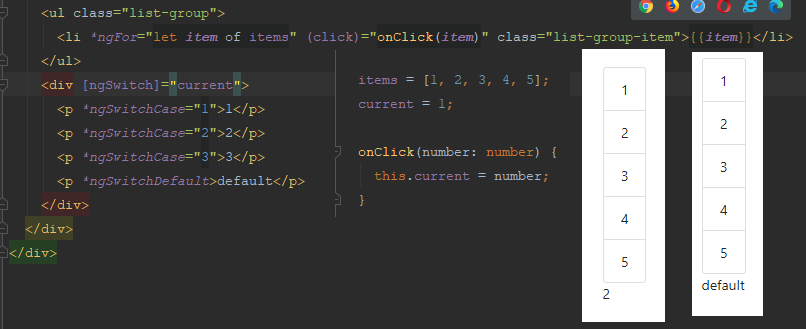 <ul class="list-group">
<li *ngFor="let item of items" (click)="onClick(item)" class="list-group-item">{{item}}</li>
</ul>
<div [ngSwitch]="current">
<p *ngSwitchCase="1">1</p>
<p *ngSwitchCase="2">2</p>
<p *ngSwitchCase="3">3</p>
<p *ngSwitchDefault>default</p>
</div>
</div>
</div>
items = [1, 2, 3, 4, 5];
current = 1;
onClick(number: number) {
this.current = number;
}
1
2
3
4
5
2
1
2
3
4
5
default